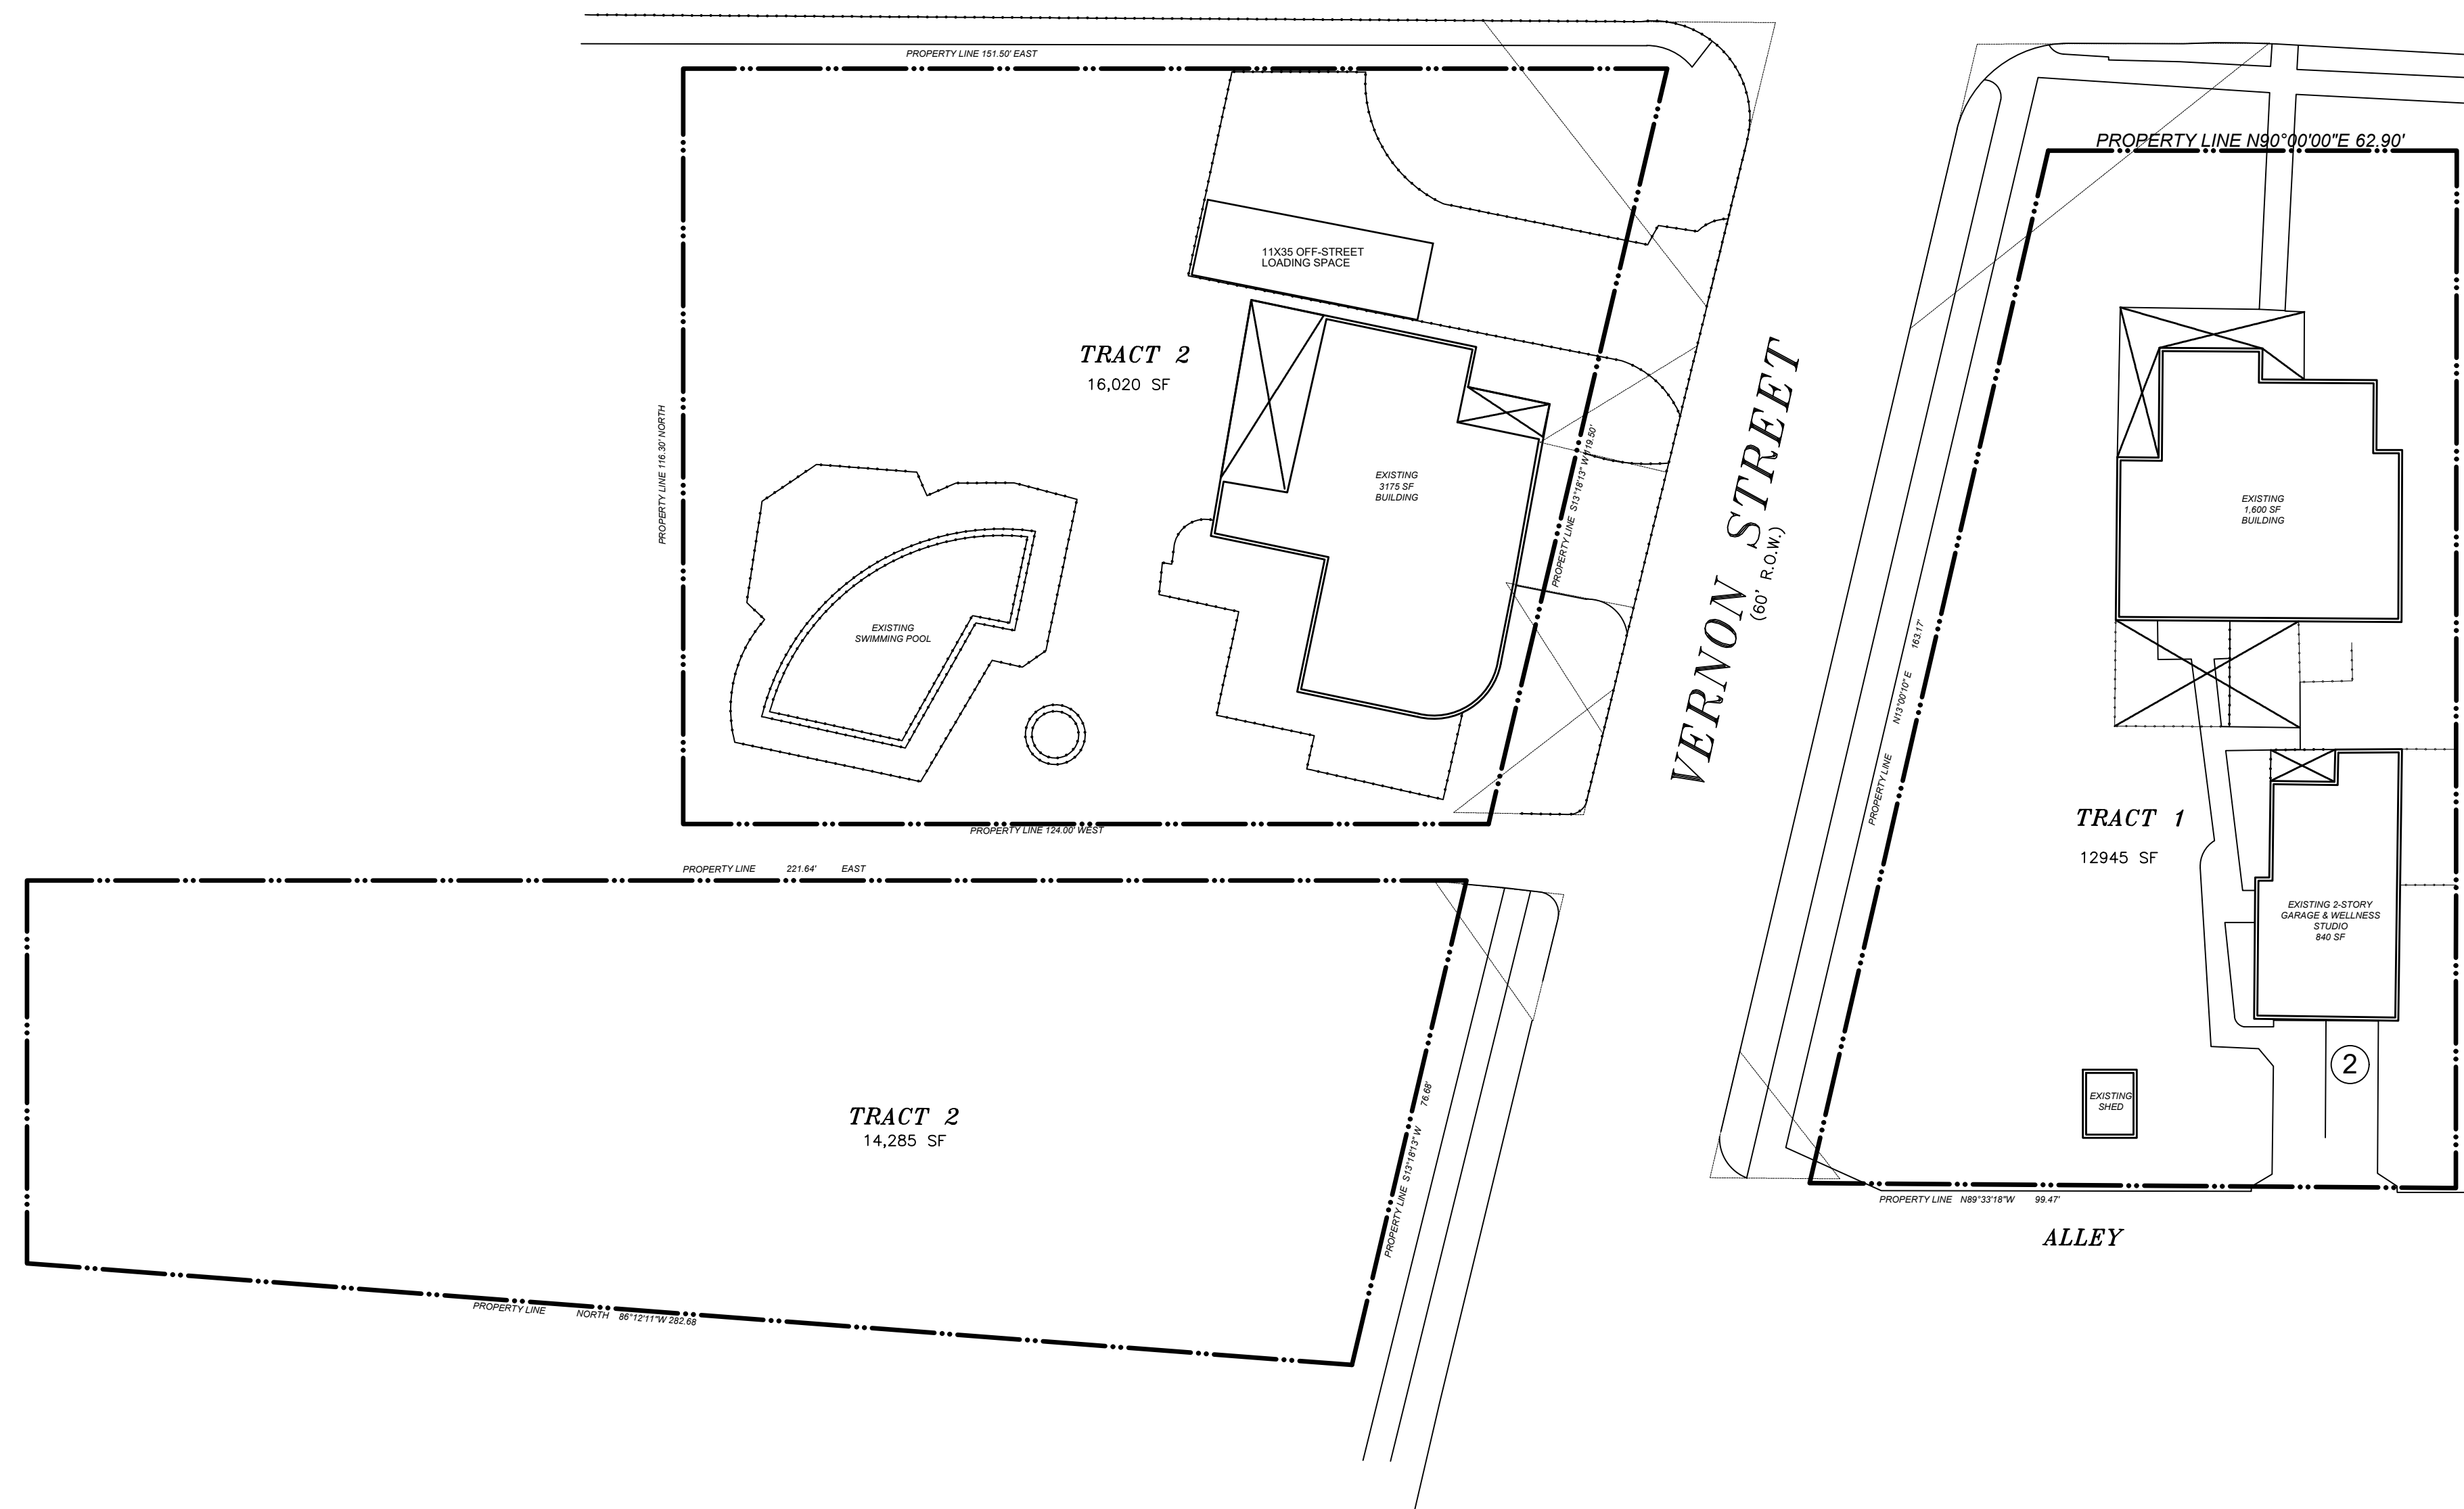 PROPERTY LINE 151.50' EAST
PROPERTY LINE N90°00'00"E 62.90'
11X35 OFF-STREET
LOADING SPACE
TRACT 2
16,020 SF
PROPERTY LINE 116.30' NORTH
EXISTING
3175 SF
BUILDING
PROPERTY LINE S13°18'13" W 119.50'
VERNON STREET
(60' R.O.W.)
EXISTING
1,600 SF
BUILDING
EXISTING
SWIMMING POOL
PROPERTY LINE N13°00'10" E 163.17'
TRACT 1
12945 SF
PROPERTY LINE 124.00' WEST
PROPERTY LINE 221.64' EAST
EXISTING 2-STORY
GARAGE & WELLNESS
STUDIO
840 SF
2
EXISTING
SHED
TRACT 2
14,285 SF
PROPERTY LINE S13°18'13" W 76.68'
PROPERTY LINE N89°33'18"W 99.47'
ALLEY
PROPERTY LINE NORTH 86°12'11"W 282.68